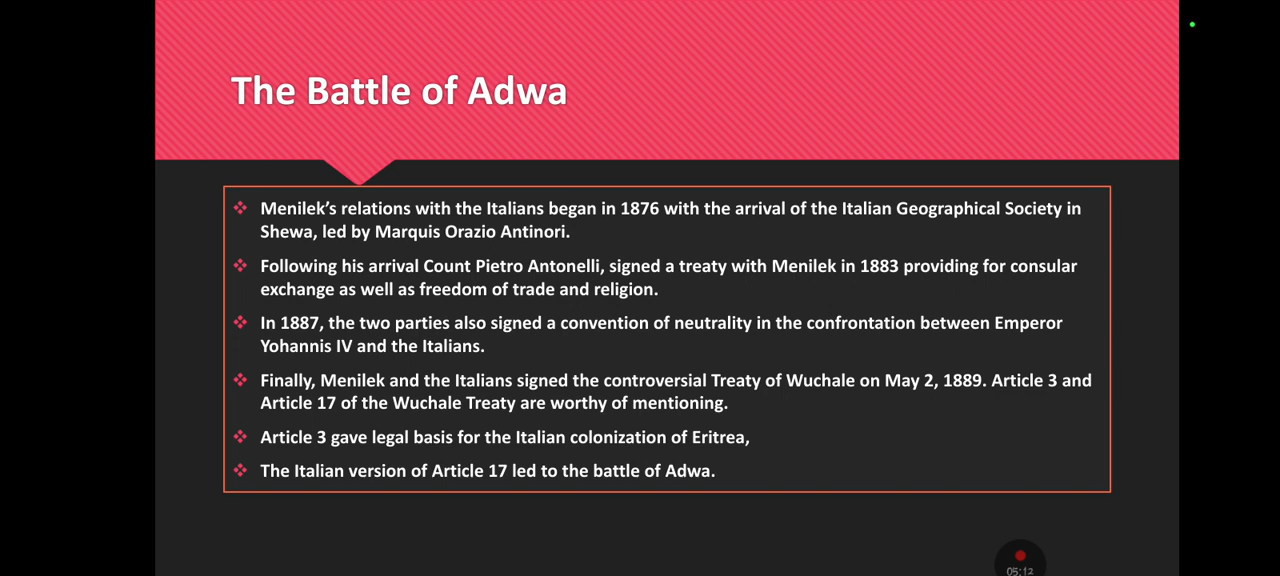 The Battle of Adwa
❖ Menilek’s relations with the Italians began in 1876 with the arrival of the Italian Geographical Society in
Shewa, led by Marquis Orazio Antinori.
❖ Following his arrival Count Pietro Antonelli, signed a treaty with Menilek in 1883 providing for consular
exchange as well as freedom of trade and religion.
❖ In 1887, the two parties also signed a convention of neutrality in the confrontation between Emperor
Yohannis IV and the Italians.
❖ Finally, Menilek and the Italians signed the controversial Treaty of Wuchale on May 2, 1889. Article 3 and
Article 17 of the Wuchale Treaty are worthy of mentioning.
❖ Article 3 gave legal basis for the Italian colonization of Eritrea,
❖ The Italian version of Article 17 led to the battle of Adwa.
05:12